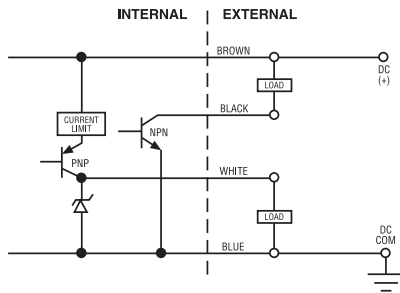 INTERNAL EXTERNAL
BROWN
DC
(+)
LOAD
BLACK
CURRENT
LIMIT
NPN
PNP
WHITE
LOAD
DC
COM
BLUE